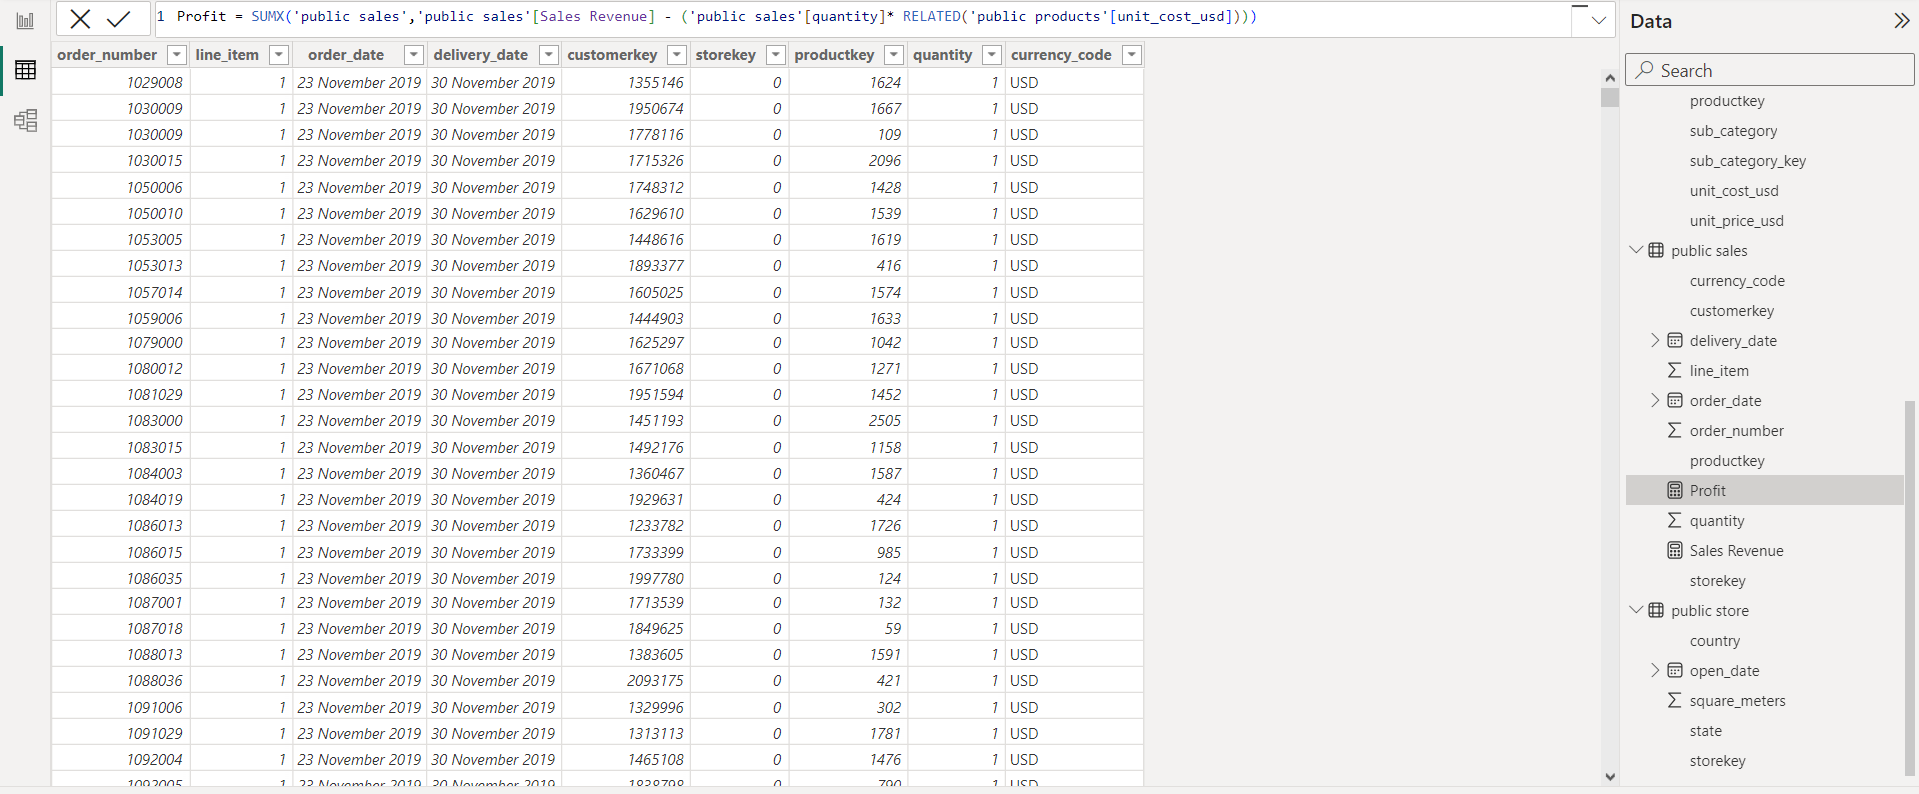 1 Profit = SUMX('public sales','public sales'[Sales Revenue] - ('public sales'[quantity]* RELATED('public products'[unit_cost_usd])))
order_number line_item order_date delivery_date customerkey storekey productkey quantity currency_code
1029008 1 23 November 2019 30 November 2019 1355146 0 1624 1 USD
1030009 1 23 November 2019 30 November 2019 1950674 0 1667 1 USD
1030009 1 23 November 2019 30 November 2019 1778116 0 109 1 USD
1030015 1 23 November 2019 30 November 2019 1715326 0 2096 1 USD
1050006 1 23 November 2019 30 November 2019 1748312 0 1428 1 USD
1050010 1 23 November 2019 30 November 2019 1629610 0 1539 1 USD
1053005 1 23 November 2019 30 November 2019 1448616 0 1619 1 USD
1053013 1 23 November 2019 30 November 2019 1893377 0 416 1 USD
1057014 1 23 November 2019 30 November 2019 1605025 0 1574 1 USD
1059006 1 23 November 2019 30 November 2019 1444903 0 1633 1 USD
1079000 1 23 November 2019 30 November 2019 1625297 0 1042 1 USD
1080012 1 23 November 2019 30 November 2019 1671068 0 1271 1 USD
1081029 1 23 November 2019 30 November 2019 1951594 0 1452 1 USD
1083000 1 23 November 2019 30 November 2019 1451193 0 2505 1 USD
1083015 1 23 November 2019 30 November 2019 1492176 0 1158 1 USD
1084003 1 23 November 2019 30 November 2019 1360467 0 1587 1 USD
1084019 1 23 November 2019 30 November 2019 1929631 0 424 1 USD
1086013 1 23 November 2019 30 November 2019 1233782 0 1726 1 USD
1086015 1 23 November 2019 30 November 2019 1733399 0 985 1 USD
1086035 1 23 November 2019 30 November 2019 1997780 0 124 1 USD
1087001 1 23 November 2019 30 November 2019 1713539 0 132 1 USD
1087018 1 23 November 2019 30 November 2019 1849625 0 59 1 USD
1088013 1 23 November 2019 30 November 2019 1383605 0 1591 1 USD
1088036 1 23 November 2019 30 November 2019 2093175 0 421 1 USD
1091006 1 23 November 2019 30 November 2019 1329996 0 302 1 USD
1091029 1 23 November 2019 30 November 2019 1313113 0 1781 1 USD
1092004 1 23 November 2019 30 November 2019 1465108 0 1476 1 USD
1092005 1 23 November 2019 30 November 2019 1838798 0 790 1 USD
Data
Search
productkey
sub_category
sub_category_key
unit_cost_usd
unit_price_usd
public sales
currency_code
customerkey
delivery_date
line_item
order_date
order_number
productkey
Profit
quantity
Sales Revenue
storekey
public store
country
open_date
square_meters
state
storekey